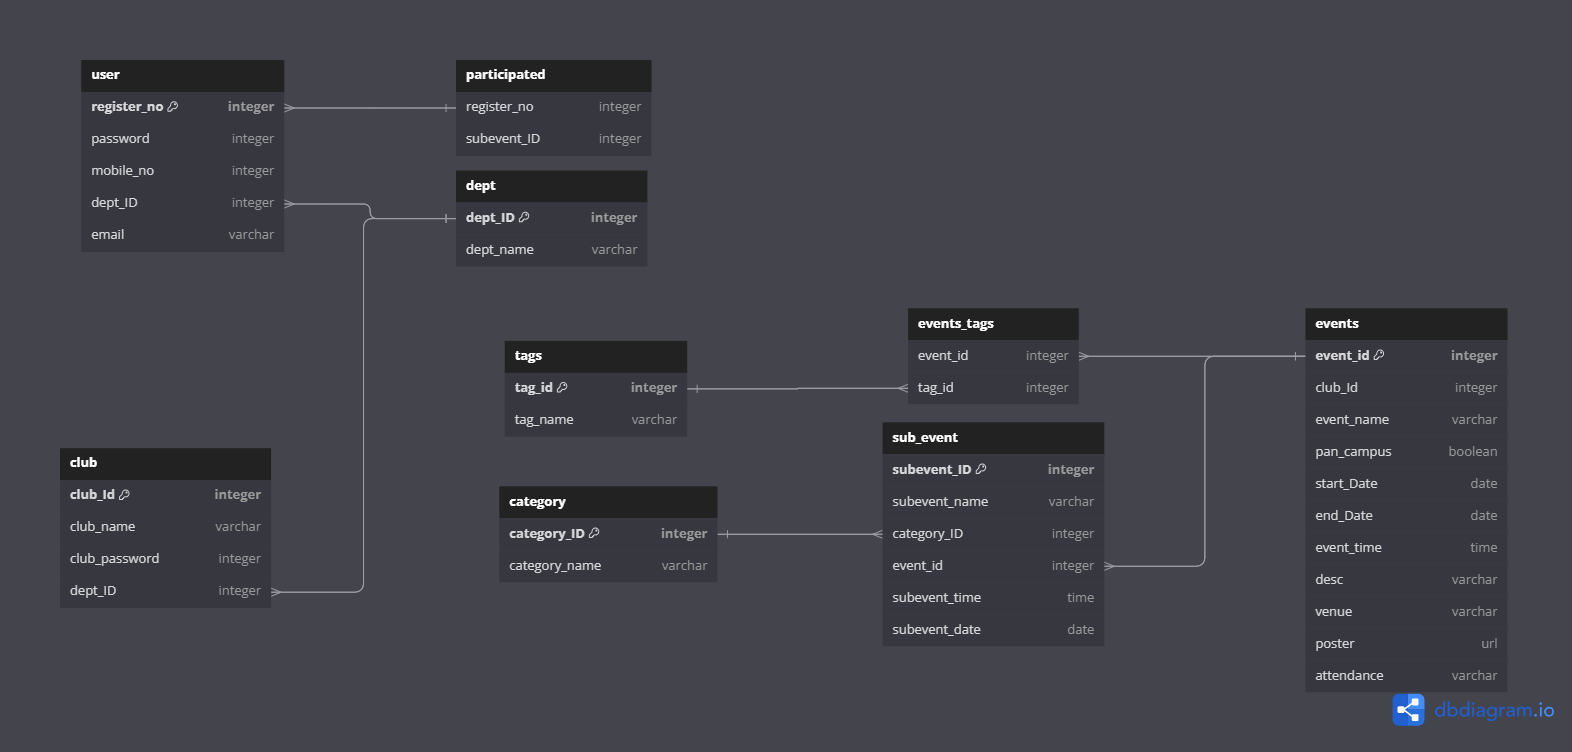 user
register_no integer
password integer
mobile_no integer
dept_ID integer
email varchar
participated
register_no integer
subevent_ID integer
dept
dept_ID integer
dept_name varchar
tags
tag_id integer
tag_name varchar
events_tags
event_id integer
tag_id integer
events
event_id integer
club_Id integer
event_name varchar
pan_campus boolean
start_Date date
end_Date date
event_time time
desc varchar
venue varchar
poster url
attendance varchar
club
club_Id integer
club_name varchar
club_password integer
dept_ID integer
category
category_ID integer
category_name varchar
sub_event
subevent_ID integer
subevent_name varchar
category_ID integer
event_id integer
subevent_time time
subevent_date date
dbdiagram.io